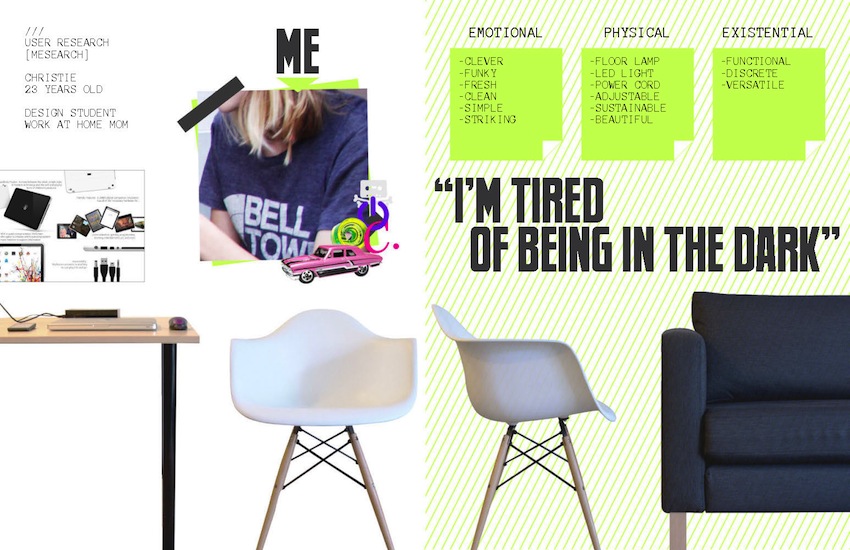 ///
USER RESEARCH
[MESEARCH]
CHRISTIE
23 YEARS OLD
DESIGN STUDENT
WORK AT HOME MOM
ME
BELL
TOWN
C.
EMOTIONAL
-CLEVER
-FUNKY
-FRESH
-CLEAN
-SIMPLE
-STRIKING
PHYSICAL
-FLOOR LAMP
-LED LIGHT
-POWER CORD
-ADJUSTABLE
-SUSTAINABLE
-BEAUTIFUL
EXISTENTIAL
-FUNCTIONAL
-DISCRETE
-VERSATILE
“I’M TIRED
OF BEING IN THE DARK”